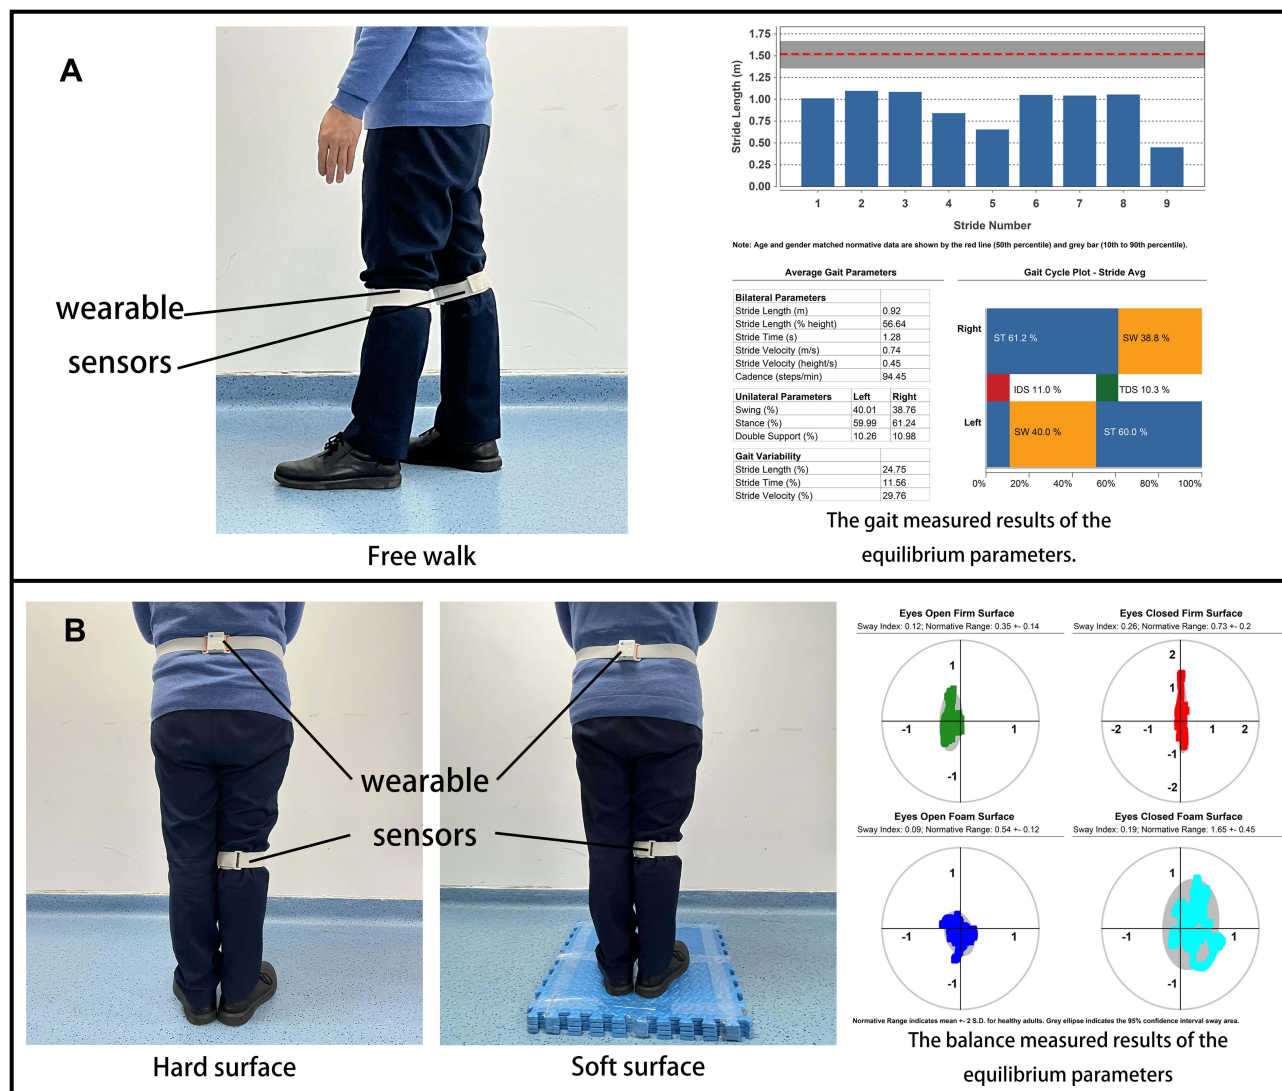 A
wearable
sensors
Free walk
1.75
1.50
1.25
1.00
0.75
0.50
0.25
0.00
Stride Length (m)
1 2 3 4 5 6 7 8 9
Stride Number
Note: Age and gender matched normative data are shown by the red line (50th percentile) and grey bar (10th to 90th percentile).
Average Gait Parameters
Bilateral Parameters
Stride Length (m) 0.92
Stride Length (% height) 56.64
Stride Time (s) 1.28
Stride Velocity (m/s) 0.74
Stride Velocity (height/s) 0.45
Cadence (steps/min) 94.45
Unilateral Parameters Left Right
Swing (%) 40.01 38.76
Stance (%) 59.99 61.24
Double Support (%) 10.26 10.98
Gait Variability
Stride Length (%) 24.75
Stride Time (%) 11.56
Stride Velocity (%) 29.76
Gait Cycle Plot - Stride Avg
Right
ST 61.2 % SW 38.8 %
IDS 11.0 % TDS 10.3 %
Left
SW 40.0 % ST 60.0 %
0% 20% 40% 60% 80% 100%
The gait measured results of the
equilibrium parameters.
B
wearable
sensors
Hard surface
Soft surface
Eyes Open Firm Surface
Sway Index: 0.12; Normative Range: 0.35 +- 0.14
1
-1 1
-1
Eyes Closed Firm Surface
Sway Index: 0.26; Normative Range: 0.73 +- 0.2
2
1
-2 -1 1 2
-1
-2
Eyes Open Foam Surface
Sway Index: 0.09; Normative Range: 0.54 +- 0.12
1
-1 1
-1
Eyes Closed Foam Surface
Sway Index: 0.19; Normative Range: 1.65 +- 0.45
1
-1 1
-1
Normative Range indicates mean +- 2 S.D. for healthy adults. Grey ellipse indicates the 95% confidence interval sway area.
The balance measured results of the
equilibrium parameters